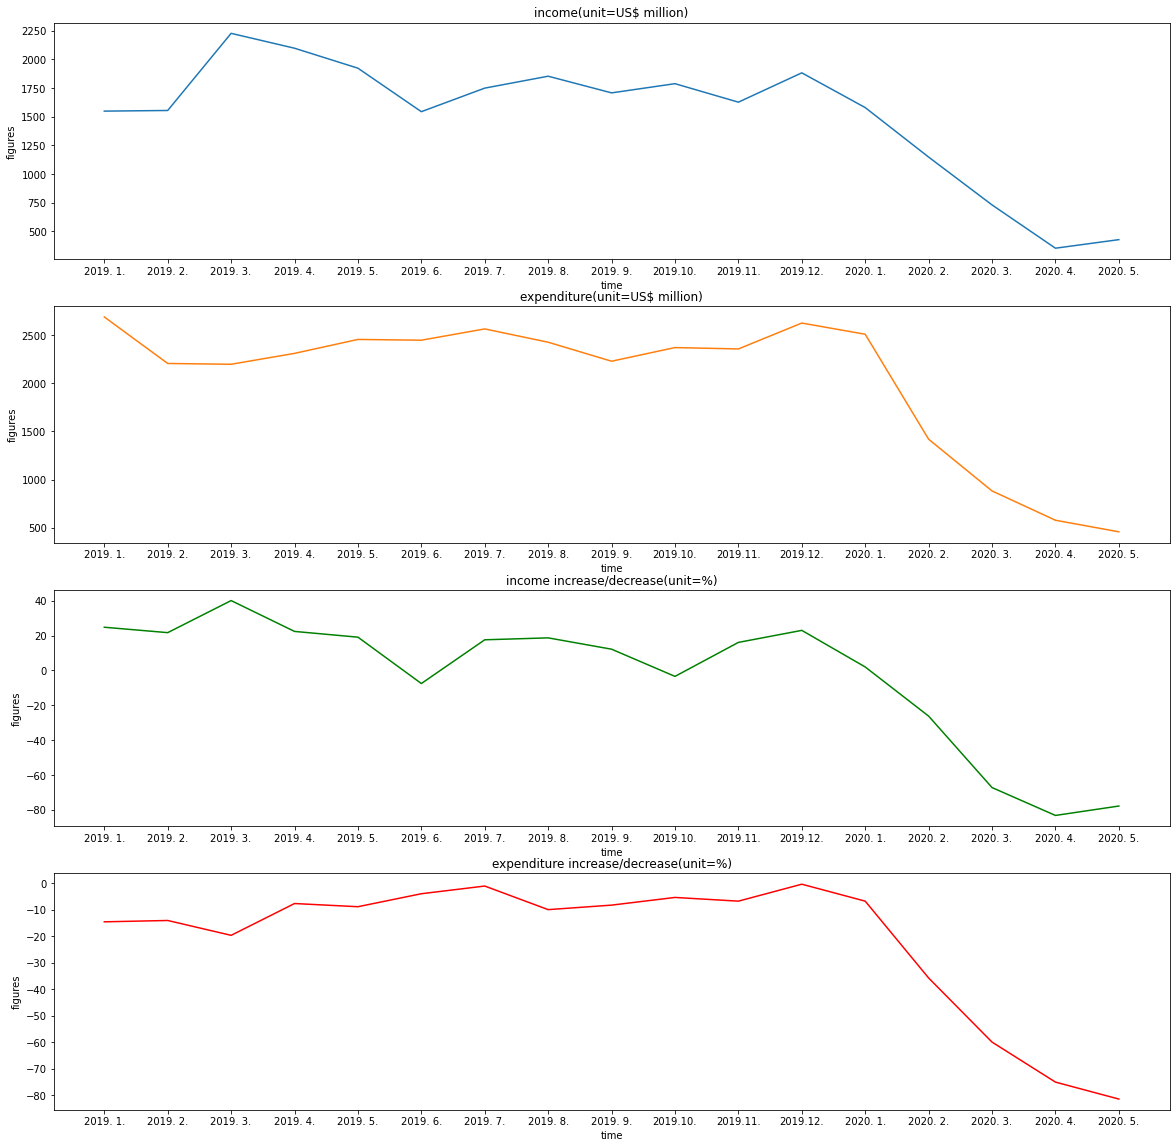 income(unit=US$ million)
2250
2000
1750
1500
1250
1000
750
500
figures
2019. 1. 2019. 2. 2019. 3. 2019. 4. 2019. 5. 2019. 6. 2019. 7. 2019. 8. 2019. 9. 2019.10. 2019.11. 2019.12. 2020. 1. 2020. 2. 2020. 3. 2020. 4. 2020. 5.
time
expenditure(unit=US$ million)
2500
2000
1500
1000
500
figures
2019. 1. 2019. 2. 2019. 3. 2019. 4. 2019. 5. 2019. 6. 2019. 7. 2019. 8. 2019. 9. 2019.10. 2019.11. 2019.12. 2020. 1. 2020. 2. 2020. 3. 2020. 4. 2020. 5.
time
income increase/decrease(unit=%)
40
20
0
−20
−40
−60
−80
figures
2019. 1. 2019. 2. 2019. 3. 2019. 4. 2019. 5. 2019. 6. 2019. 7. 2019. 8. 2019. 9. 2019.10. 2019.11. 2019.12. 2020. 1. 2020. 2. 2020. 3. 2020. 4. 2020. 5.
time
expenditure increase/decrease(unit=%)
0
−10
−20
−30
−40
−50
−60
−70
−80
figures
2019. 1. 2019. 2. 2019. 3. 2019. 4. 2019. 5. 2019. 6. 2019. 7. 2019. 8. 2019. 9. 2019.10. 2019.11. 2019.12. 2020. 1. 2020. 2. 2020. 3. 2020. 4. 2020. 5.
time